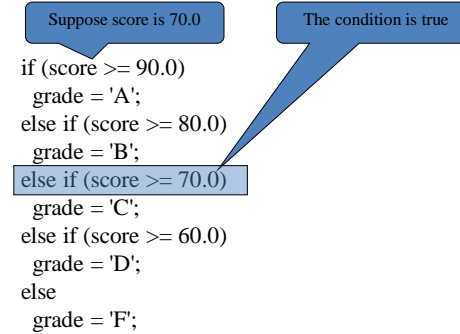 Suppose score is 70.0
The condition is true
if (score >= 90.0)
grade = 'A';
else if (score >= 80.0)
grade = 'B';
else if (score >= 70.0)
grade = 'C';
else if (score >= 60.0)
grade = 'D';
else
grade = 'F';